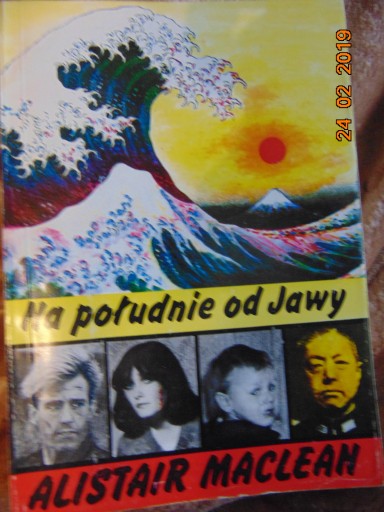 24 02 2019
Na południe od Jawy
ALISTAIR MACLEAN